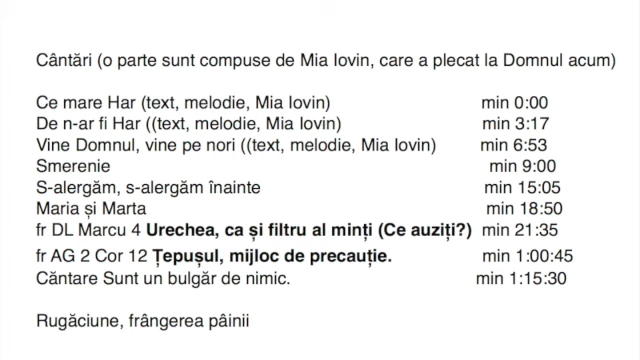 Cântări (o parte sunt compuse de Mia Iovin, care a plecat la Domnul acum)
Ce mare Har (text, melodie, Mia Iovin) min 0:00
De n-ar fi Har ((text, melodie, Mia Iovin) min 3:17
Vine Domnul, vine pe nori ((text, melodie, Mia Iovin) min 6:53
Smerenie min 9:00
S-alergăm, s-alergăm înainte min 15:05
Maria și Marta min 18:50
fr DL Marcu 4 Urechea, ca și filtru al minți (Ce auziți?) min 21:35
fr AG 2 Cor 12 Țepușul, mijloc de precauție. min 1:00:45
Căntare Sunt un bulgăr de nimic. min 1:15:30
Rugăciune, frângerea pâinii